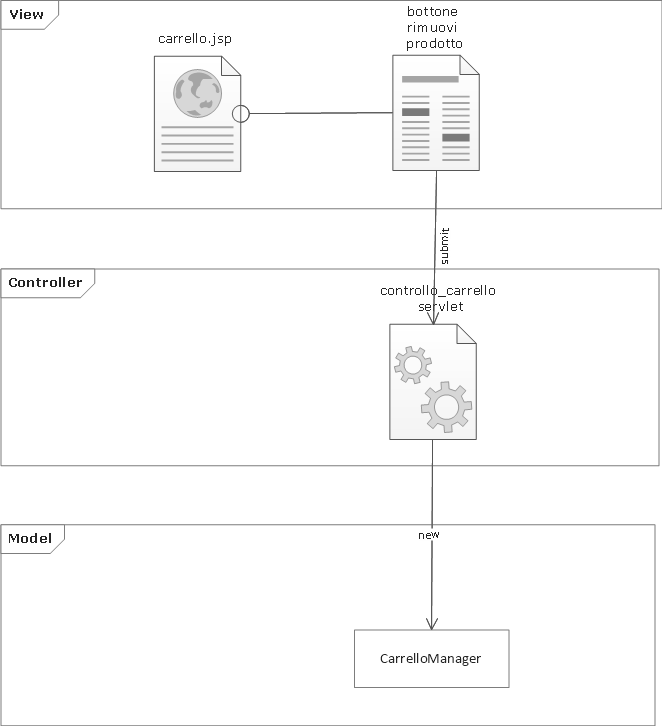 View
carrello.jsp
bottone
rimuovi
prodotto
submit
Controller
controllo_carrello
servlet
Model
new
CarrelloManager